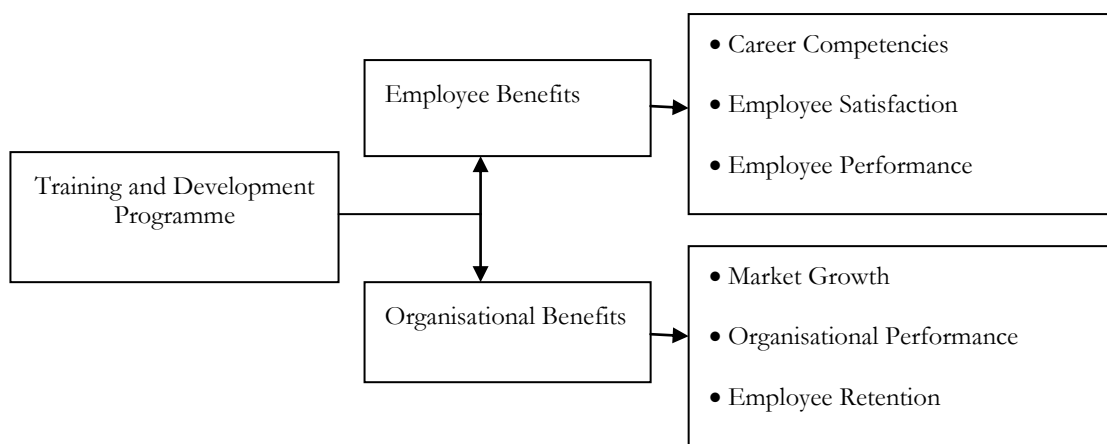 Training and Development
Programme
Employee Benefits
• Career Competencies
• Employee Satisfaction
• Employee Performance
Organisational Benefits
• Market Growth
• Organisational Performance
• Employee Retention